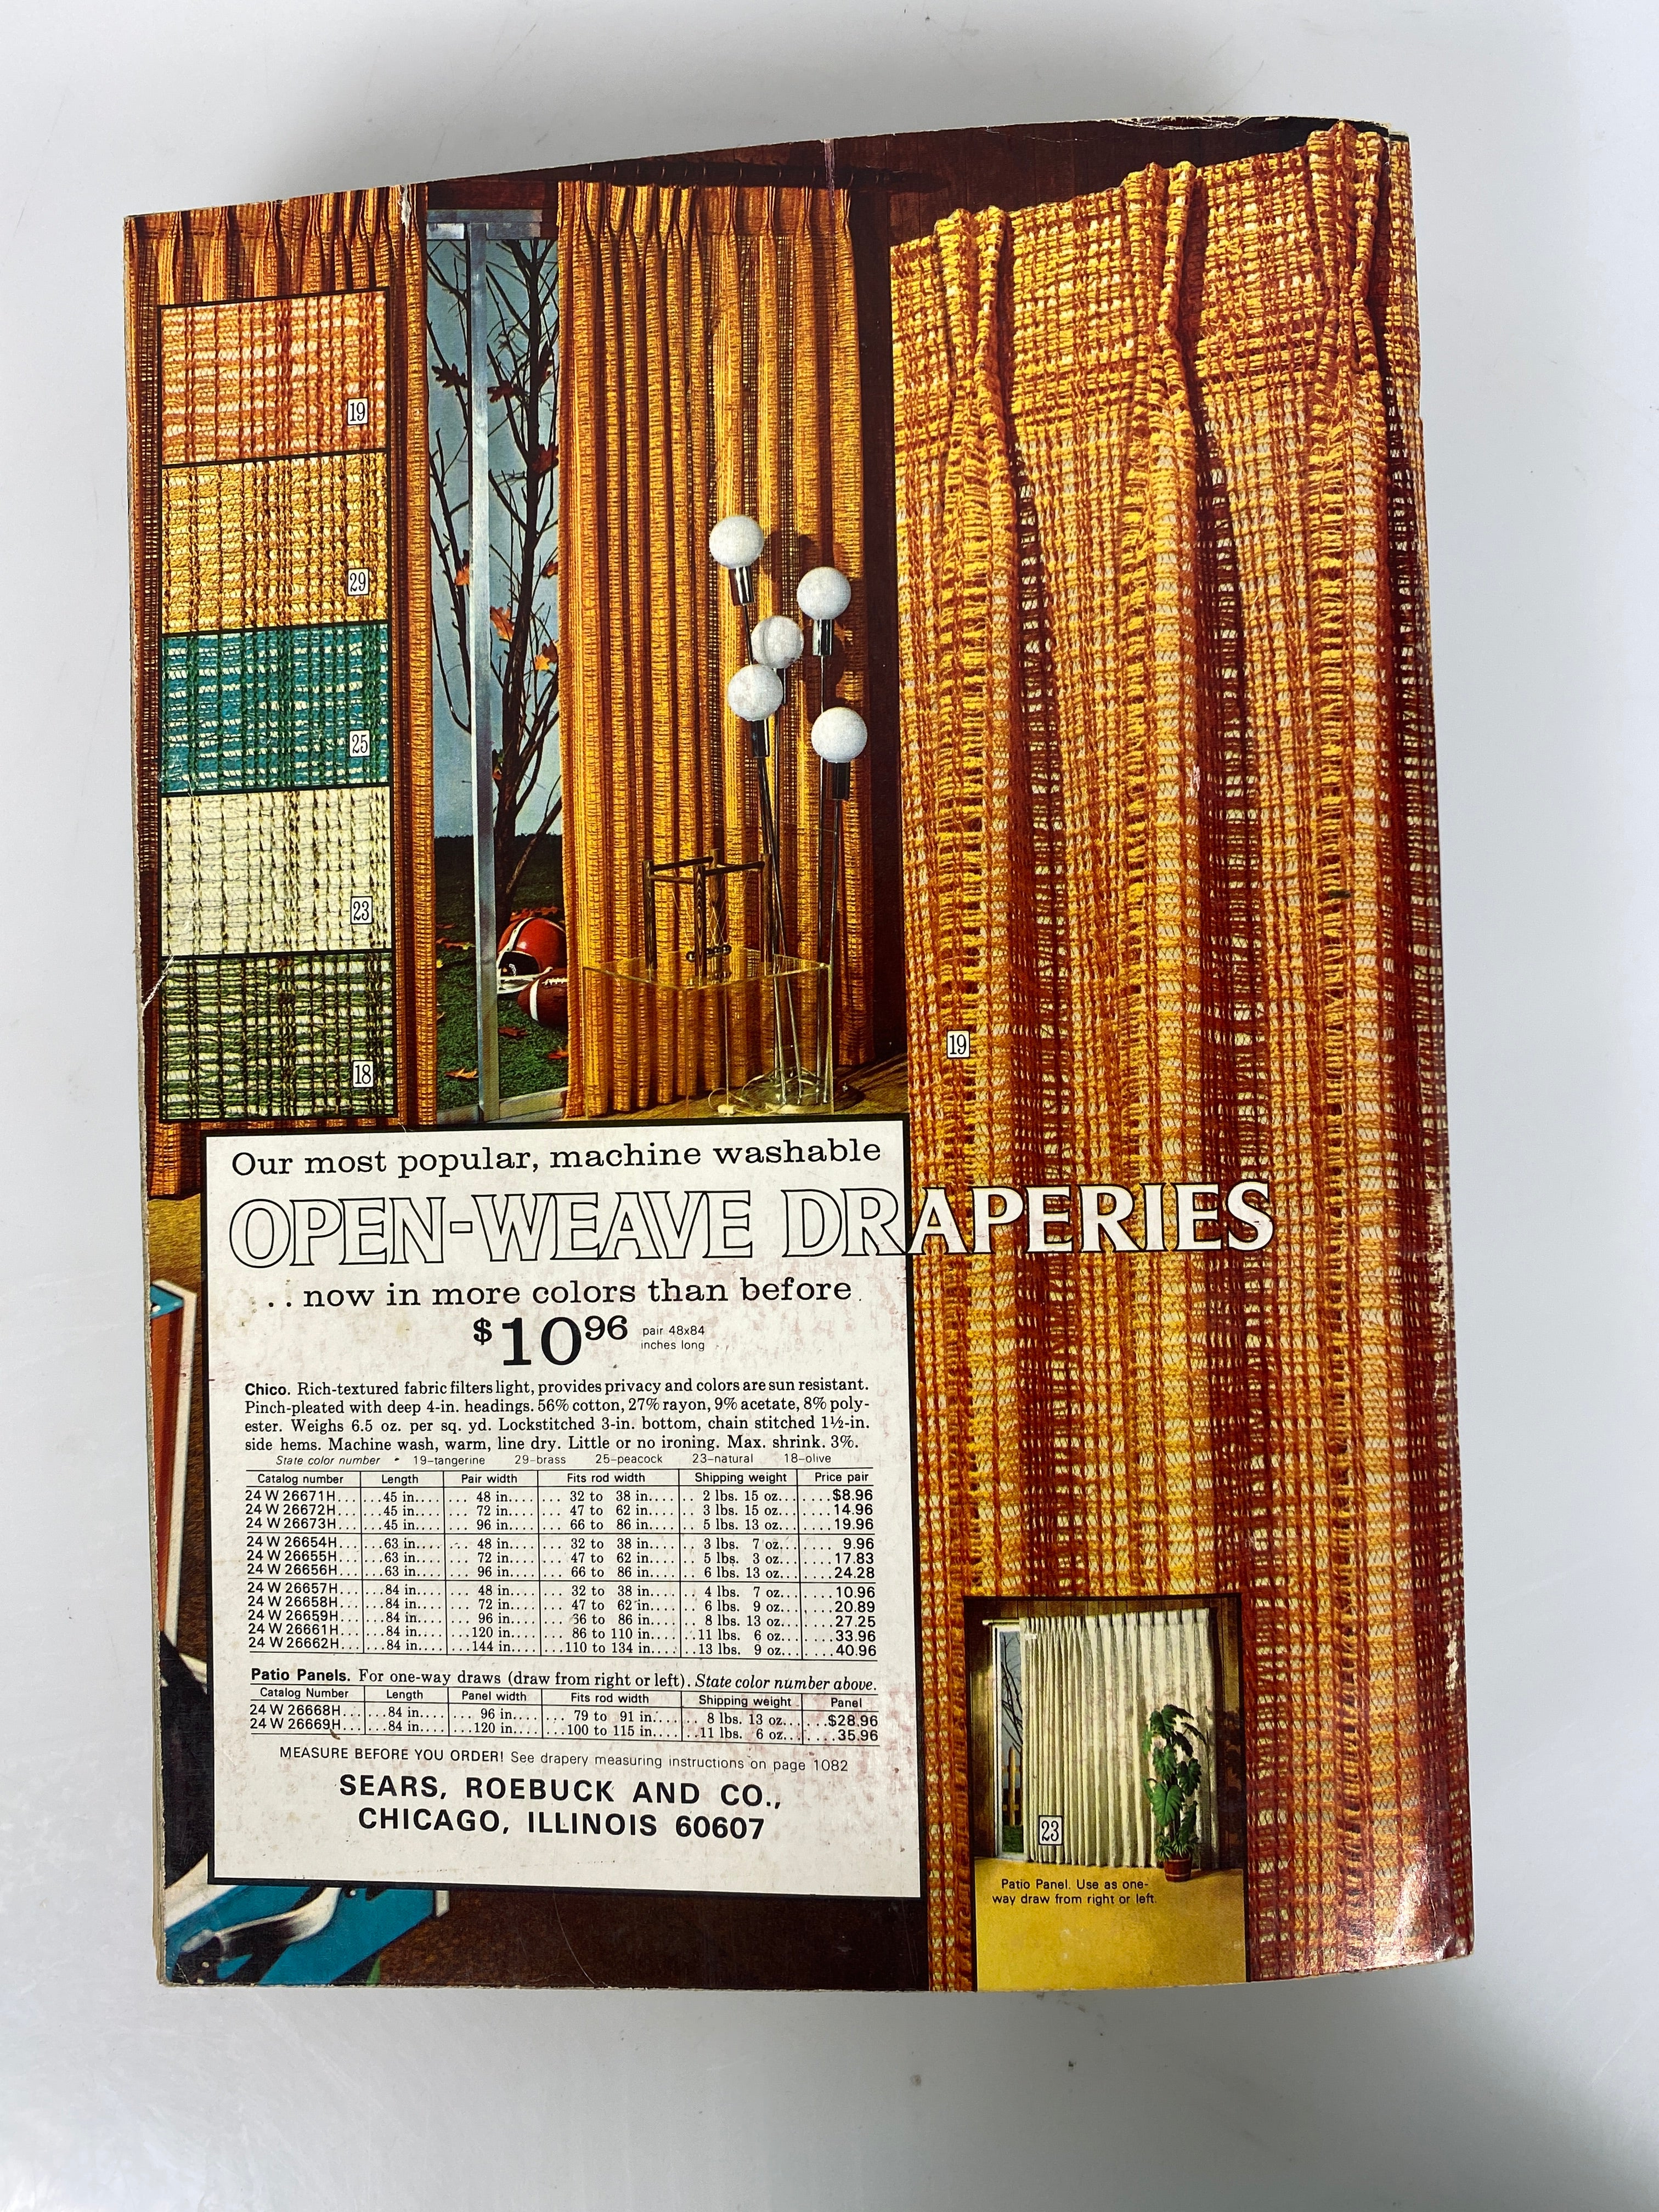 19
29
25
23
18
19
Our most popular, machine washable
OPEN-WEAVE DRAPERIES
. . now in more colors than before
$10 96 pair 48x84
inches long
Chico. Rich-textured fabric filters light, provides privacy and colors are sun resistant.
Pinch-pleated with deep 4-in. headings. 56% cotton, 27% rayon, 9% acetate, 8% poly-
ester. Weighs 6.5 oz. per sq. yd. Lockstitched 3-in. bottom, chain stitched 1½-in.
side hems. Machine wash, warm, line dry. Little or no ironing. Max. shrink. 3%.
State color number 19-tangerine 29-brass 25-peacock 23-natural 18-olive
Catalog number Length Pair width Fits rod width Shipping weight Price pair
24 W 26671H... ...45 in.... ... 48 in.... ... 32 to 38 in.... .. 2 lbs. 15 oz... ....$8.96
24 W 26672H... ...45 in.... ... 72 in.... ... 47 to 62 in.... .. 3 lbs. 15 oz... ....14.96
24 W 26673H... ...45 in.... ... 96 in.... ... 66 to 86 in.... .. 5 lbs. 13 oz... ....19.96
24 W 26654H... ...63 in.... ... 48 in.... ... 32 to 38 in.... .. 3 lbs. 7 oz... .... 9.96
24 W 26655H... ...63 in.... ... 72 in.... ... 47 to 62 in.... .. 5 lbs. 3 oz... ....17.83
24 W 26656H... ...63 in.... ... 96 in.... ... 66 to 86 in.... .. 6 lbs. 13 oz... ....24.28
24 W 26657H... ...84 in.... ... 48 in.... ... 32 to 38 in.... .. 4 lbs. 7 oz... ....10.96
24 W 26658H... ...84 in.... ... 72 in.... ... 47 to 62 in.... .. 6 lbs. 9 oz... ....20.89
24 W 26659H... ...84 in.... ... 96 in.... ... 66 to 86 in.... .. 8 lbs. 13 oz... ....27.25
24 W 26661H... ...84 in.... ...120 in.... ... 86 to 110 in.... ..11 lbs. 6 oz... ....33.96
24 W 26662H... ...84 in.... ...144 in.... ...110 to 134 in.... ..13 lbs. 9 oz... ....40.96
Patio Panels. For one-way draws (draw from right or left). State color number above.
Catalog Number Length Panel width Fits rod width Shipping weight Panel
24 W 26668H... ...84 in.... ... 96 in.... ... 79 to 91 in.... .. 8 lbs. 13 oz... ...$28.96
24 W 26669H... ...84 in.... ...120 in.... ...100 to 115 in.... ..11 lbs. 6 oz... ....35.96
MEASURE BEFORE YOU ORDER! See drapery measuring instructions on page 1082
SEARS, ROEBUCK AND CO.,
CHICAGO, ILLINOIS 60607
23
Patio Panel. Use as one-
way draw from right or left.